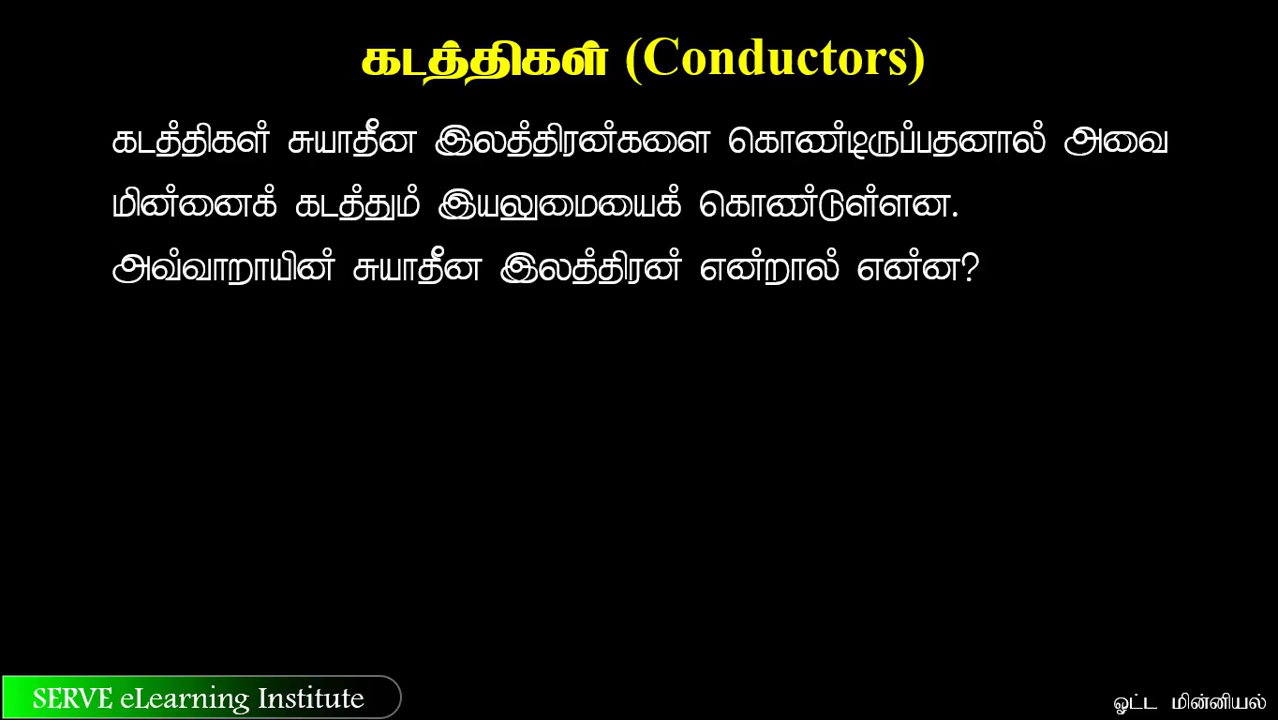 கடத்திகள் (Conductors)
கடத்திகள் சுயாதீன இலத்திரன்களை கொண்டிருப்பதனால் அவை
மின்னைக் கடத்தும் இயலுமையைக் கொண்டுள்ளன.
அவ்வாறாயின் சுயாதீன இலத்திரன் என்றால் என்ன?
SERVE eLearning Institute
ஓட்ட மின்னியல்